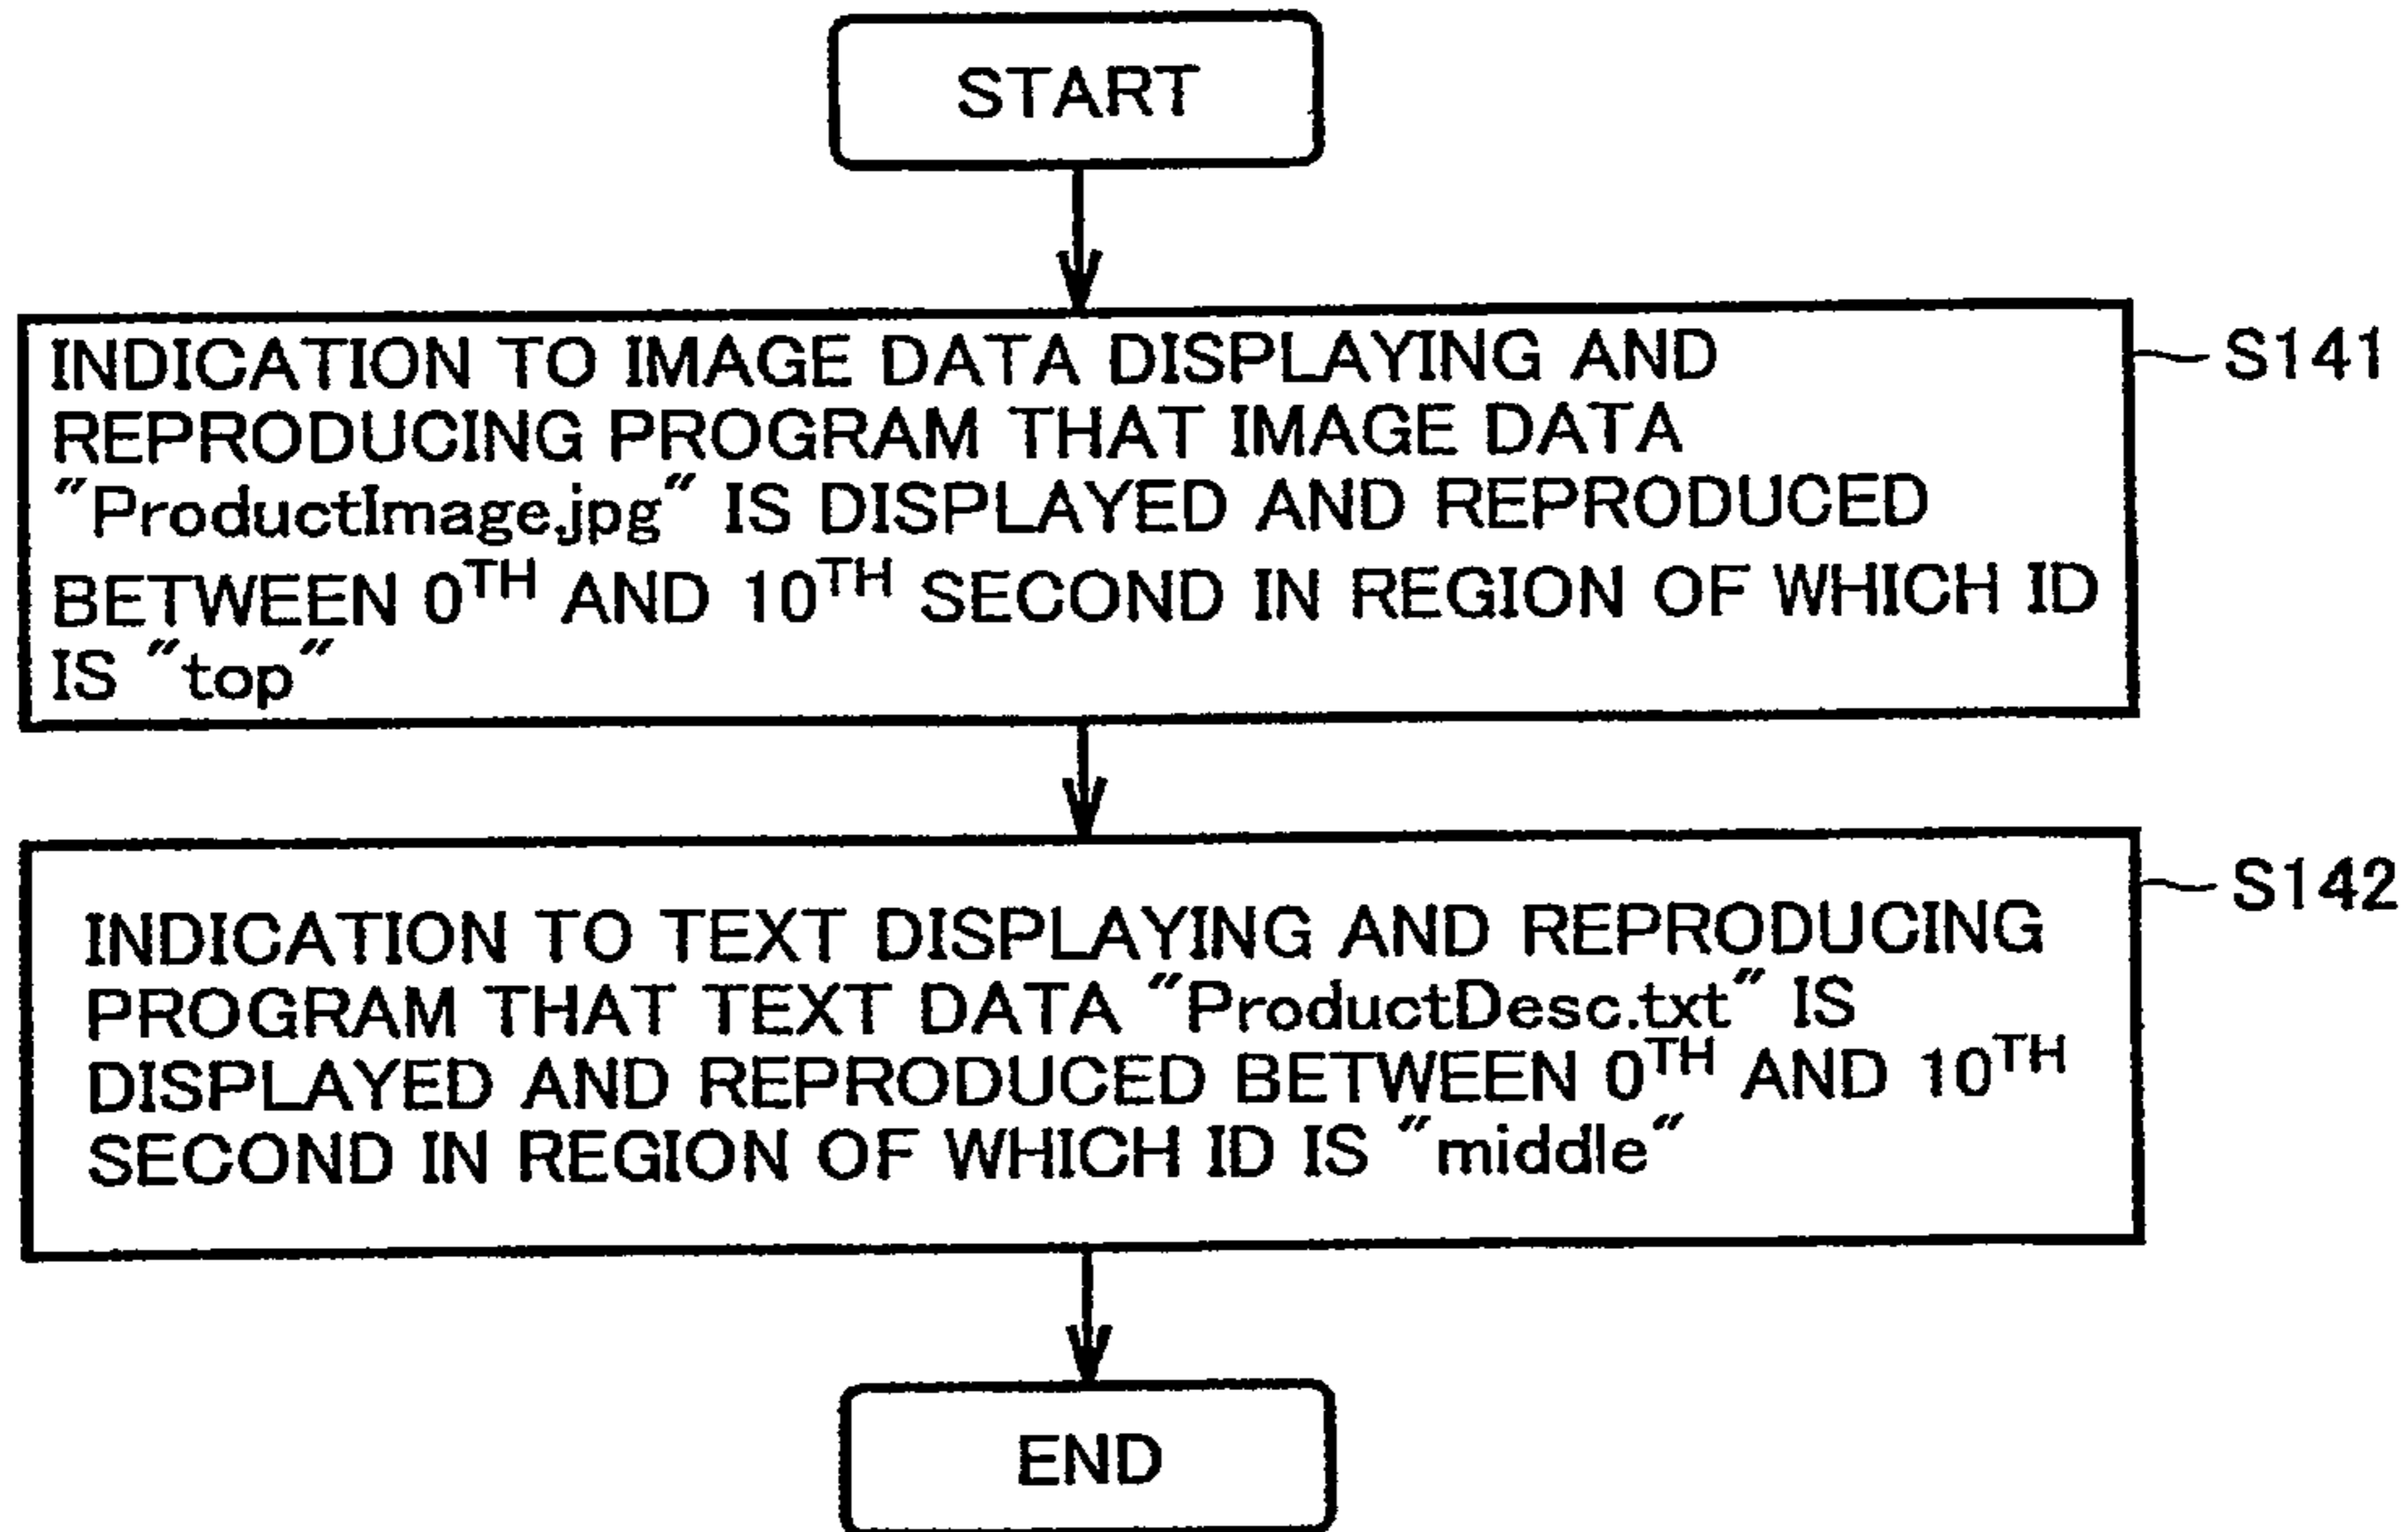 START
INDICATION TO IMAGE DATA DISPLAYING AND
REPRODUCING PROGRAM THAT IMAGE DATA
"ProductImage.jpg" IS DISPLAYED AND REPRODUCED
BETWEEN 0TH AND 10TH SECOND IN REGION OF WHICH ID
IS "top"
S141
INDICATION TO TEXT DISPLAYING AND REPRODUCING
PROGRAM THAT TEXT DATA "ProductDesc.txt" IS
DISPLAYED AND REPRODUCED BETWEEN 0TH AND 10TH
SECOND IN REGION OF WHICH ID IS "middle"
S142
END